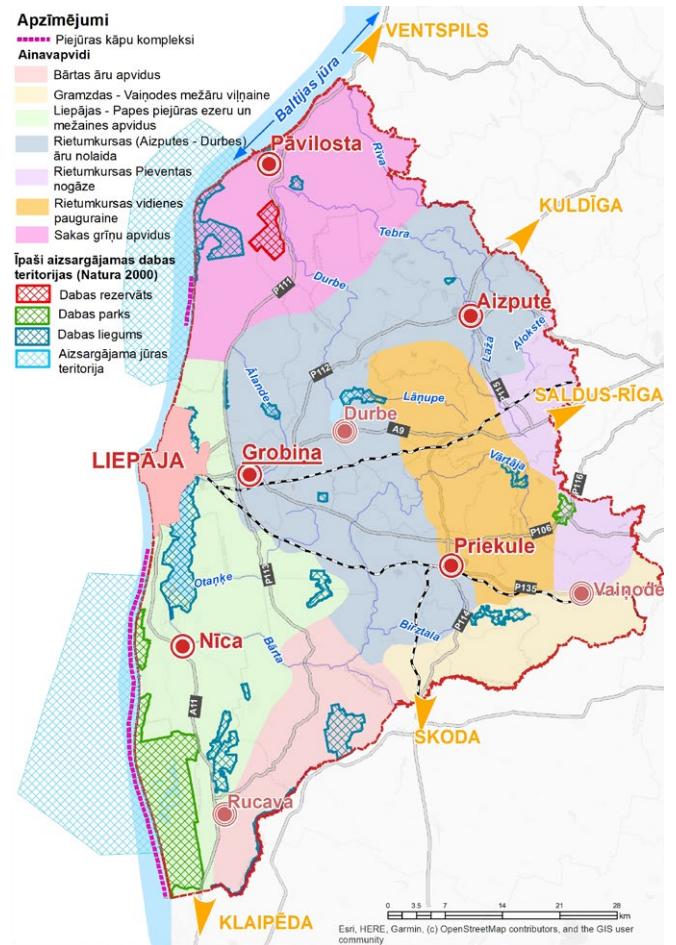 Apzīmējumi
Piejūras kāpu kompleksi
Ainavapvidi
Bārtas āru apvidus
Gramzdas - Vaiņodes mežāru viļņaine
Liepājas - Papes piejūras ezeru un
mežaines apvidus
Rietumkursas (Aizputes - Durbes)
āru nolaida
Rietumkursas Pieventas
nogāze
Rietumkursas vidienes
pauguraine
Sakas grīņu apvidus
Īpaši aizsargājamas dabas
teritorijas (Natura 2000)
Dabas rezervāts
Dabas parks
Dabas liegums
Aizsargājama jūras
teritorija
VENTSPILS
Baltijas jūra
Pāvilosta
Rīva
KULDĪGA
Tebra
Durbe
P111
Aizpute
Alokste
Laža
P112
Ālande
P115
SALDUS-RĪGA
Lāņupe
Durbe
A9
LIEPĀJA
Grobiņa
Vārtāja
P116
P106
Priekule
P113
Otaņķe
P135
Vaiņode
P114
Birztala
Nīca
Bārta
A11
SKODA
Rucava
KLAIPĒDA
0 3.5 7 14 21 28
km
Esri, HERE, Garmin, (c) OpenStreetMap contributors, and the GIS user
community